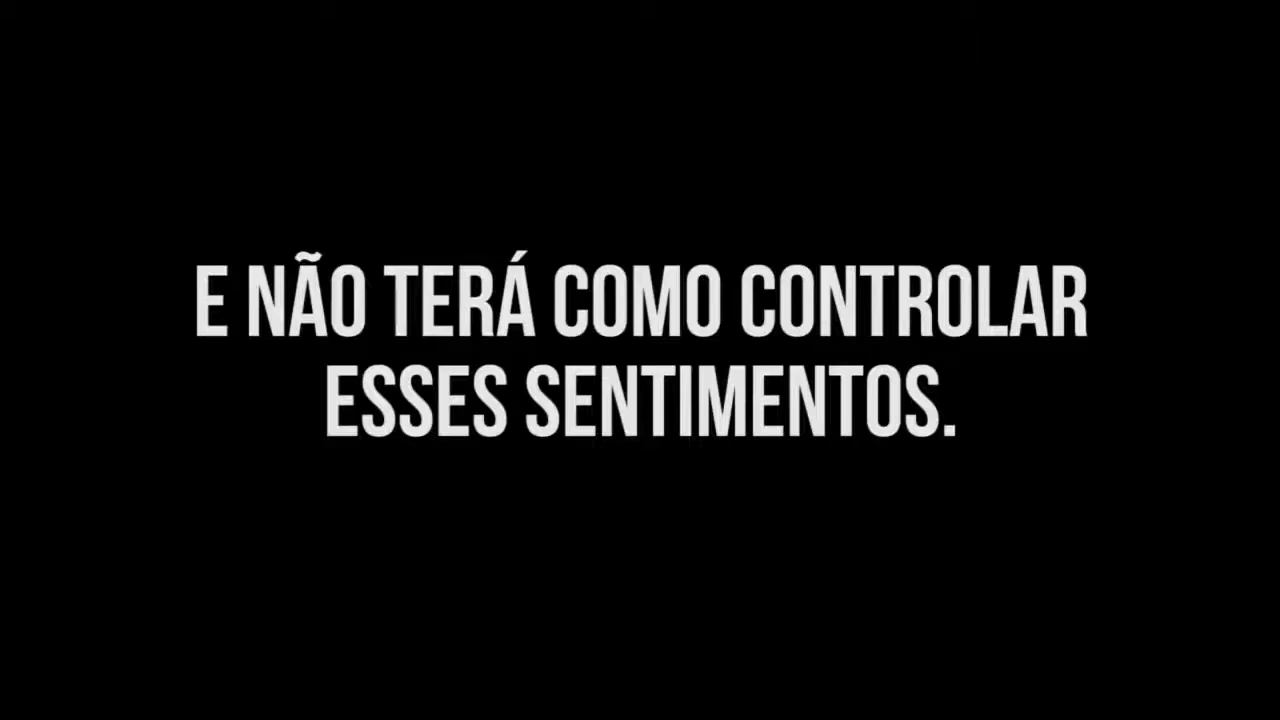 E NÃO TERÁ COMO CONTROLAR
ESSES SENTIMENTOS.